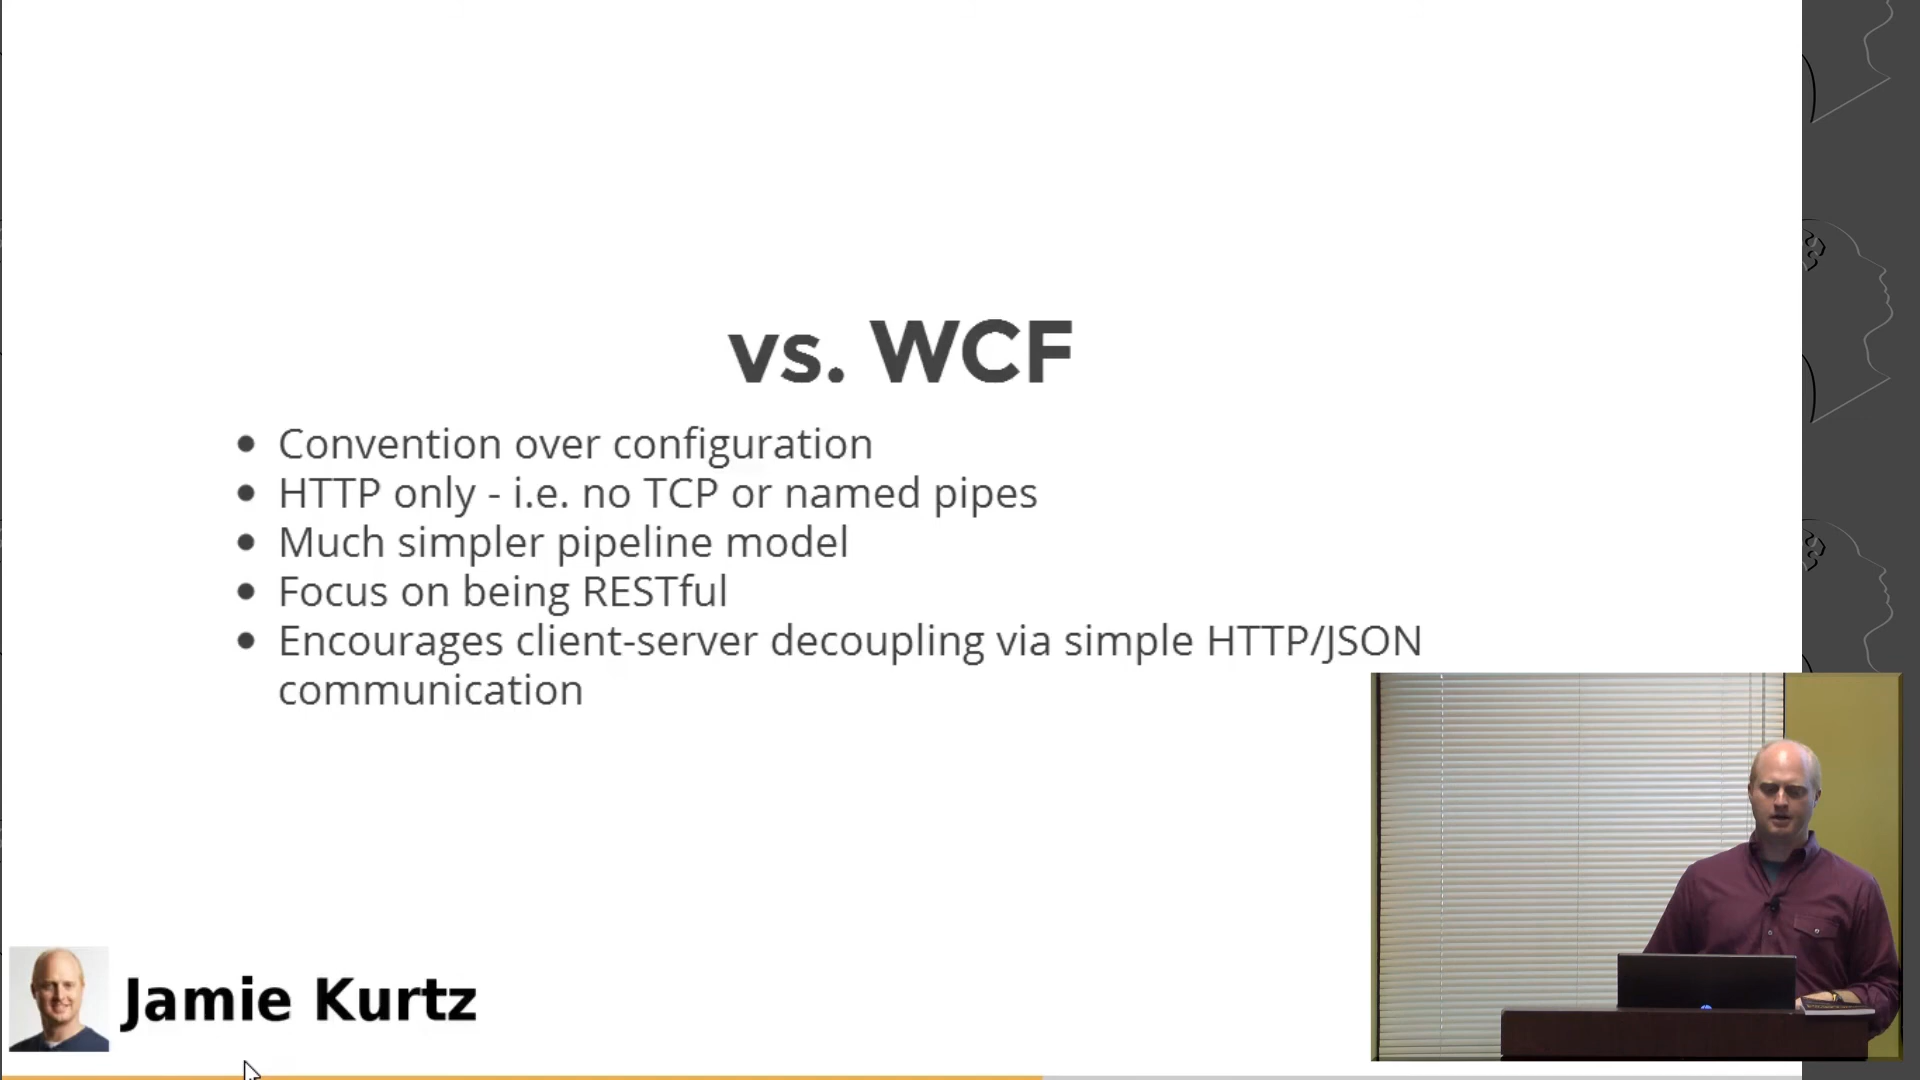 vs. WCF
Convention over configuration
HTTP only - i.e. no TCP or named pipes
Much simpler pipeline model
Focus on being RESTful
Encourages client-server decoupling via simple HTTP/JSON
communication
Jamie Kurtz